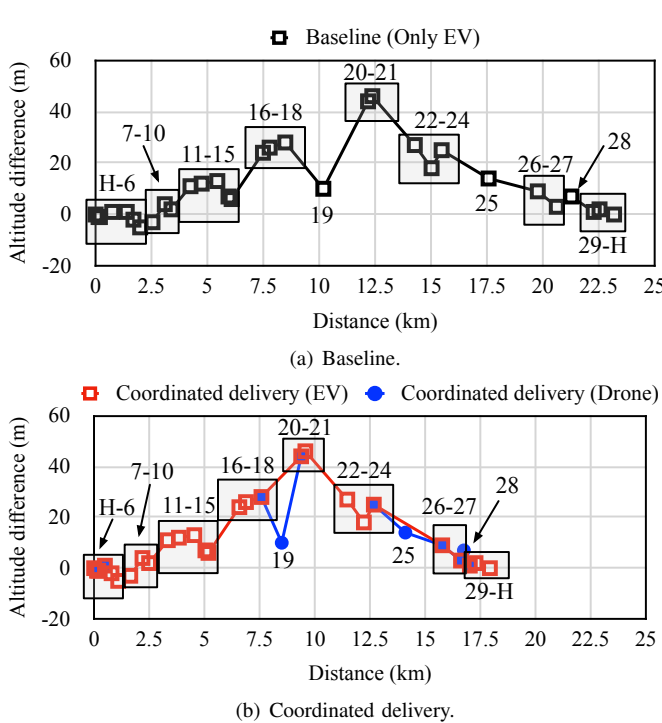 Baseline (Only EV)
Altitude difference (m)
60
40
20
0
-20
H-6
7-10
11-15
16-18
19
20-21
22-24
25
26-27
28
29-H
0 2.5 5 7.5 10 12.5 15 17.5 20 22.5 25
Distance (km)
(a) Baseline.
Coordinated delivery (EV) Coordinated delivery (Drone)
Altitude difference (m)
60
40
20
0
-20
H-6
7-10
11-15
16-18
19
20-21
22-24
25
26-27
28
29-H
0 2.5 5 7.5 10 12.5 15 17.5 20 22.5 25
Distance (km)
(b) Coordinated delivery.